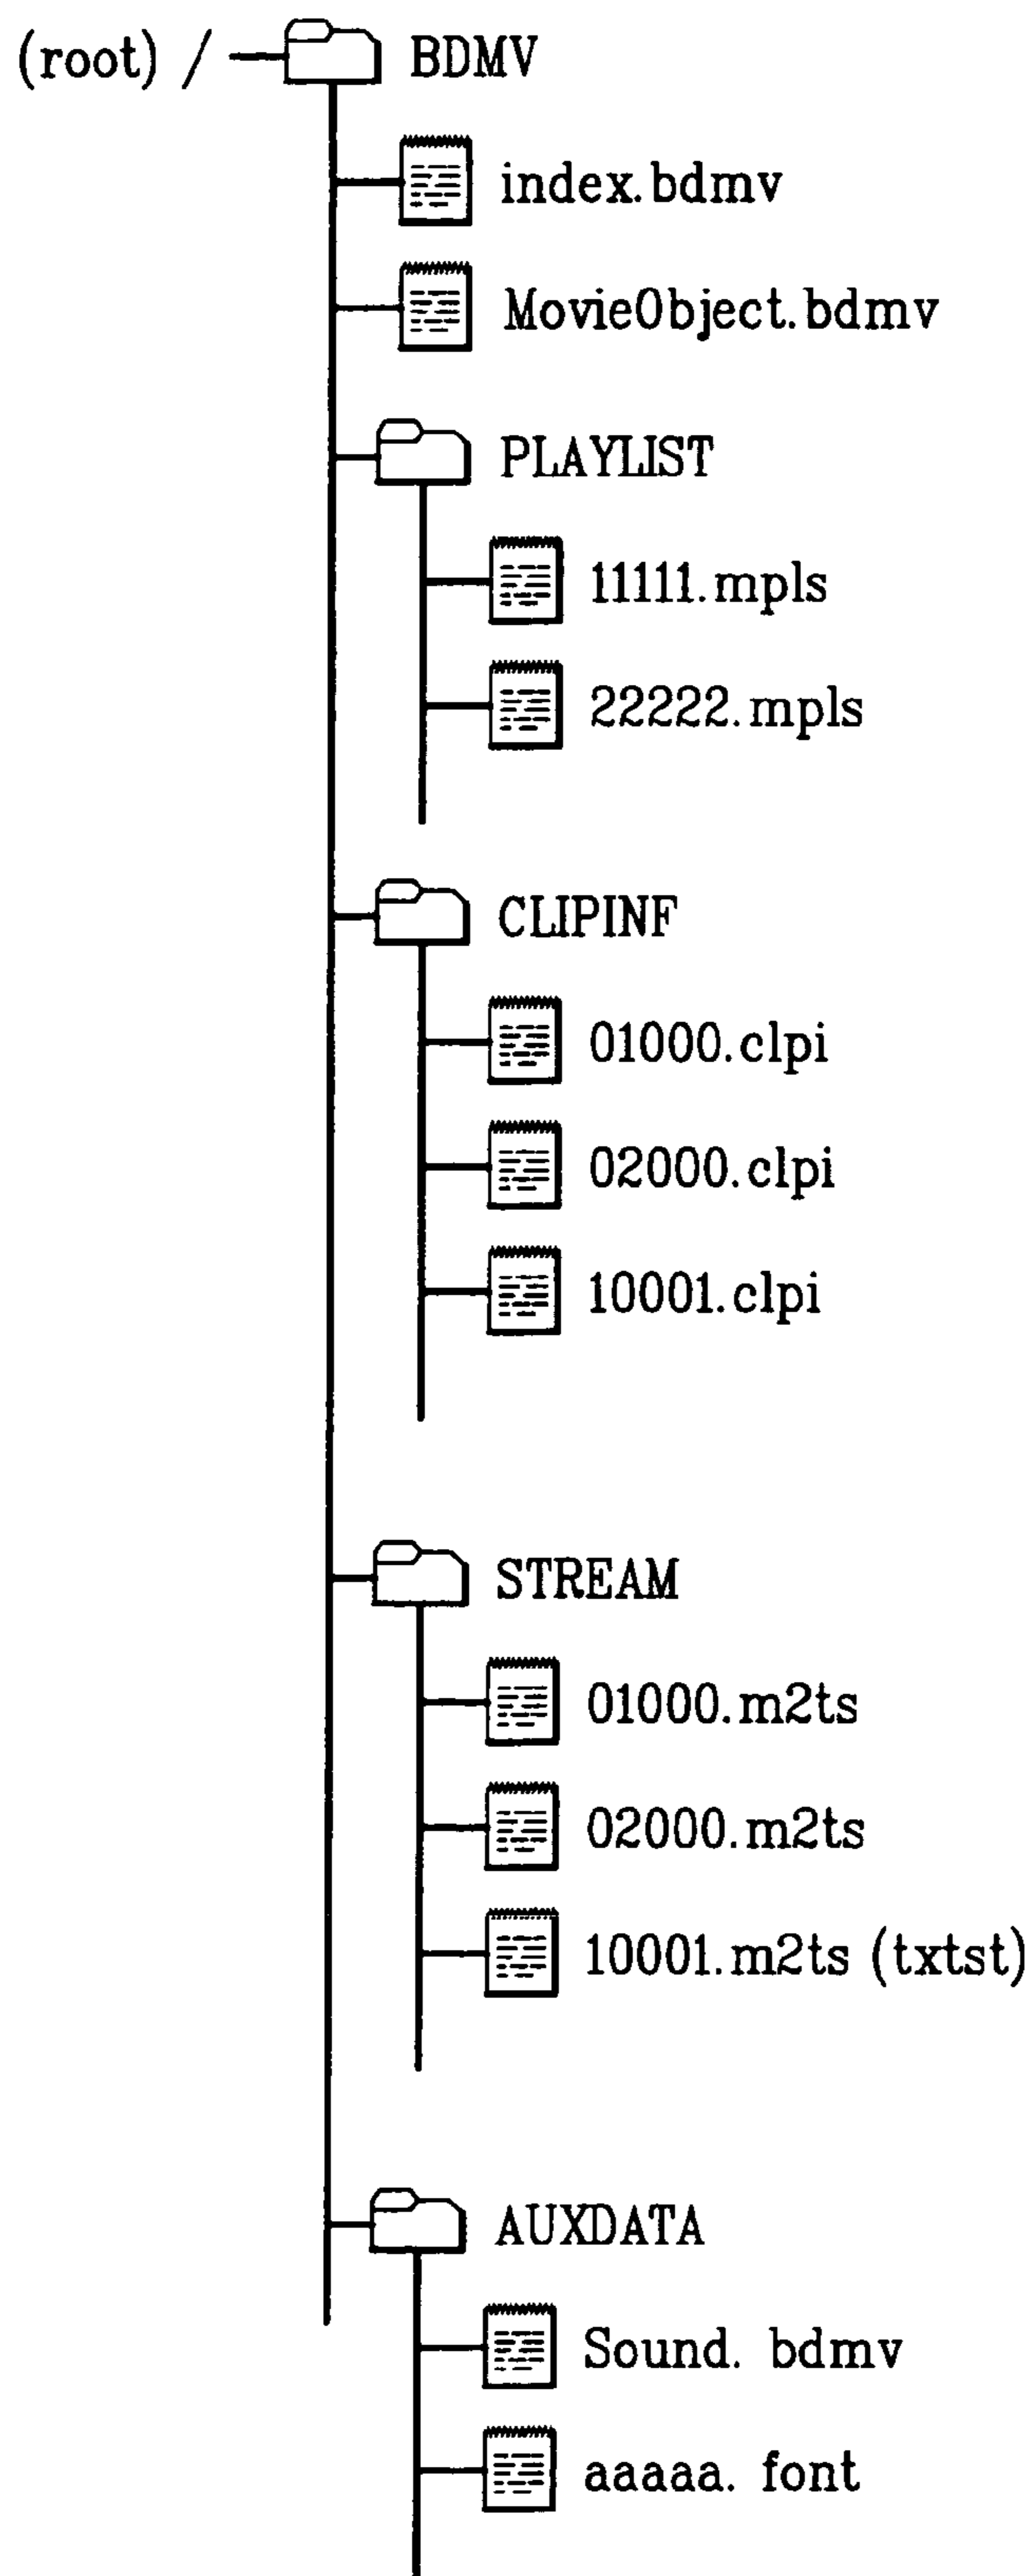 (root) / BDMV
index.bdmv
MovieObject.bdmv
PLAYLIST
11111.mpls
22222.mpls
CLIPINF
01000.clpi
02000.clpi
10001.clpi
STREAM
01000.m2ts
02000.m2ts
10001.m2ts (txtst)
AUXDATA
Sound. bdmv
aaaaa. font